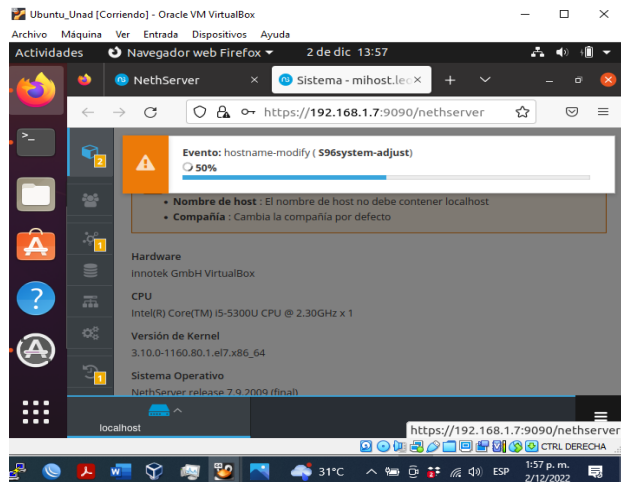 Ubuntu_Unad [Corriendo] - Oracle VM VirtualBox
Archivo Máquina Ver Entrada Dispositivos Ayuda
Actividades Navegador web Firefox 2 de dic 13:57
NethServer Sistema - mihost.lec
https://192.168.1.7:9090/nethserver
Evento: hostname-modify ( S96system-adjust)
50%
2
• Nombre de host : El nombre de host no debe contener localhost
• Compañía : Cambia la compañía por defecto
1
Hardware
innotek GmbH VirtualBox
CPU
Intel(R) Core(TM) i5-5300U CPU @ 2.30GHz x 1
Versión de Kernel
3.10.0-1160.80.1.el7.x86_64
Sistema Operativo
1
NethServer release 7.9.2009 (final)
localhost
https://192.168.1.7:9090/nethserver
CTRL DERECHA
31°C ESP 1:57 p. m.
2/12/2022